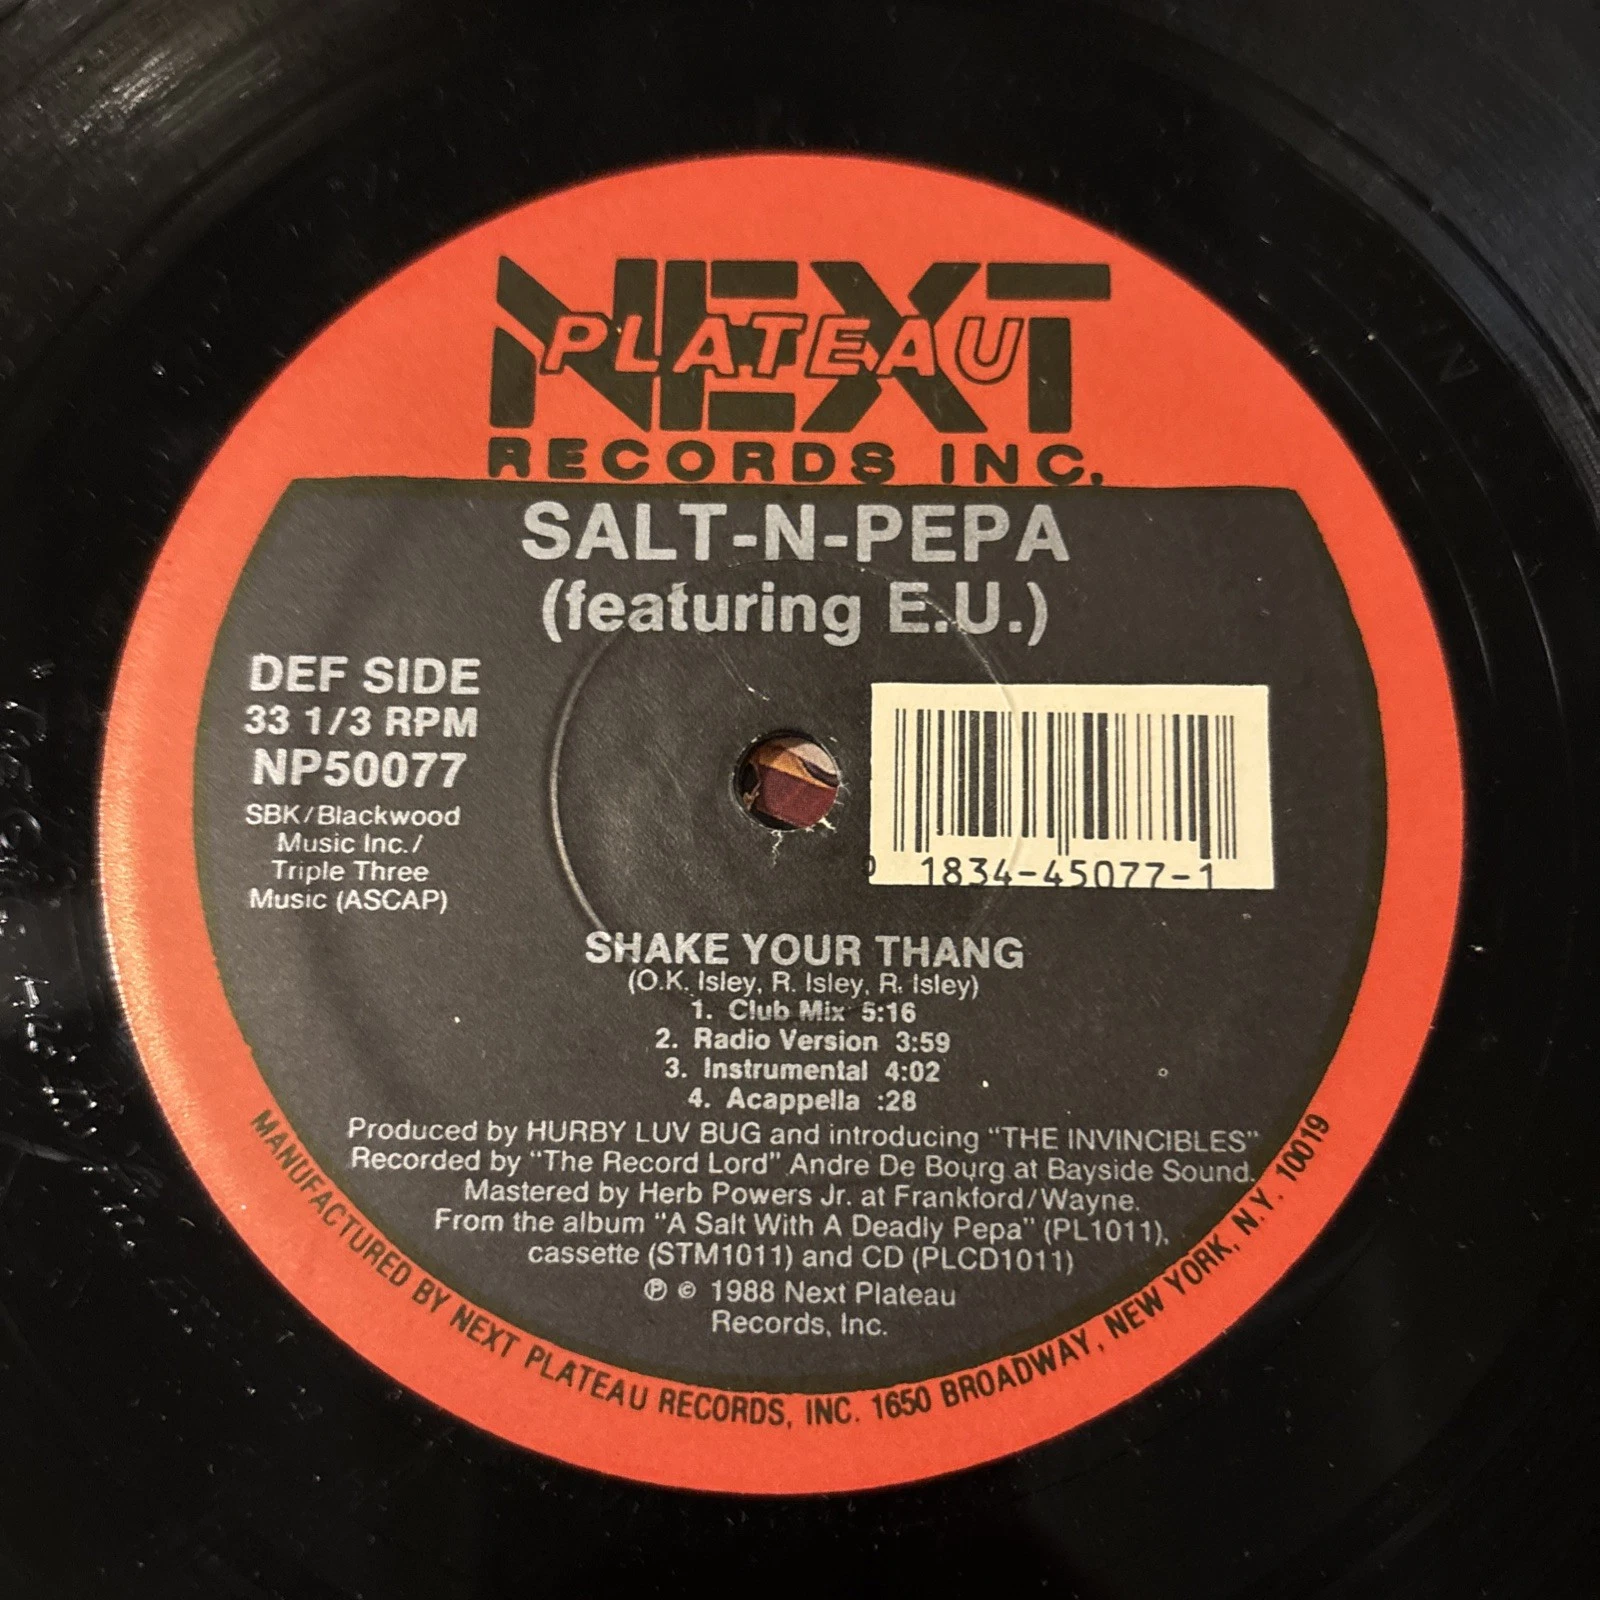 NEXT
PLATEAU
RECORDS INC.
SALT-N-PEPA
(featuring E.U.)
DEF SIDE
33 1/3 RPM
NP50077
SBK/Blackwood
Music Inc./
Triple Three
Music (ASCAP)
1834-45077-1
SHAKE YOUR THANG
(O.K. Isley, R. Isley, R. Isley)
1. Club Mix 5:16
2. Radio Version 3:59
3. Instrumental 4:02
4. Acappella :28
Produced by HURBY LUV BUG and introducing "THE INVINCIBLES"
Recorded by "The Record Lord" Andre De Bourg at Bayside Sound.
Mastered by Herb Powers Jr. at Frankford/Wayne.
From the album "A Salt With A Deadly Pepa" (PL1011),
cassette (STM1011) and CD (PLCD1011)
℗ © 1988 Next Plateau
Records, Inc.
MANUFACTURED BY NEXT PLATEAU RECORDS, INC. 1650 BROADWAY, NEW YORK, N.Y. 10019